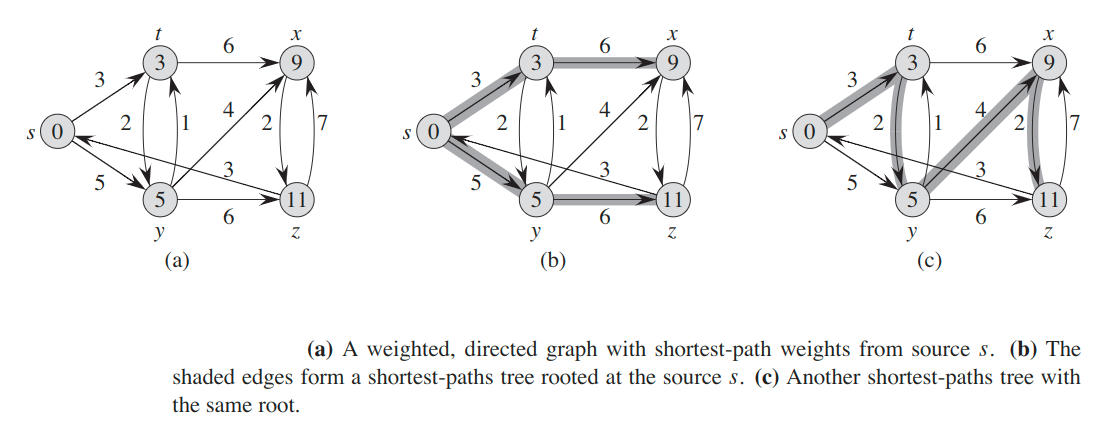 t x t x t x
6 6 6
3 9 3 9 3 9
3 3 3
4 4 4
s 0 2 1 2 7 s 0 2 1 2 7 s 0 2 1 2 7
3 3 3
5 5 5
5 11 5 11 5 11
6 6 6
y z y z y z
(a) (b) (c)
(a) A weighted, directed graph with shortest-path weights from source s. (b) The
shaded edges form a shortest-paths tree rooted at the source s. (c) Another shortest-paths tree with
the same root.